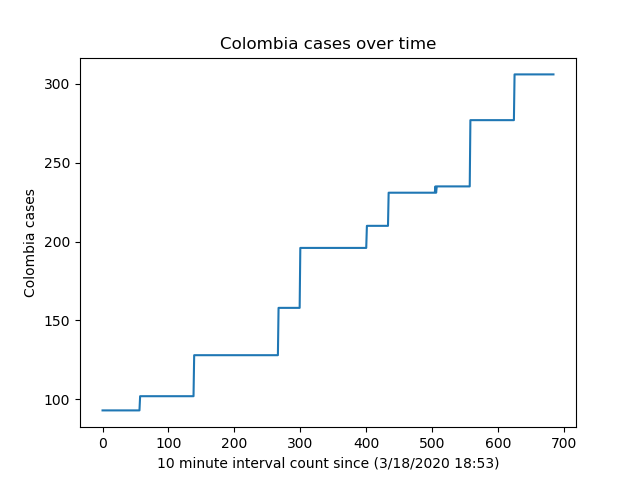 Colombia cases over time
300
250
200
150
100
Colombia cases
0 100 200 300 400 500 600 700
10 minute interval count since (3/18/2020 18:53)